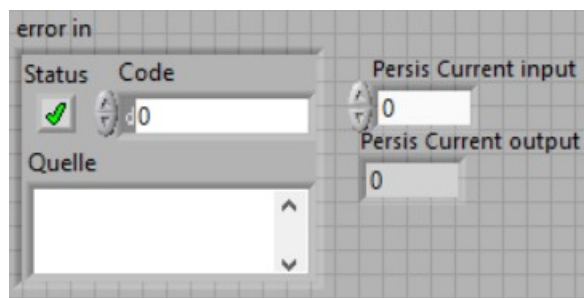 error in
Status Code
d 0
Quelle
Persis Current input
0
Persis Current output
0